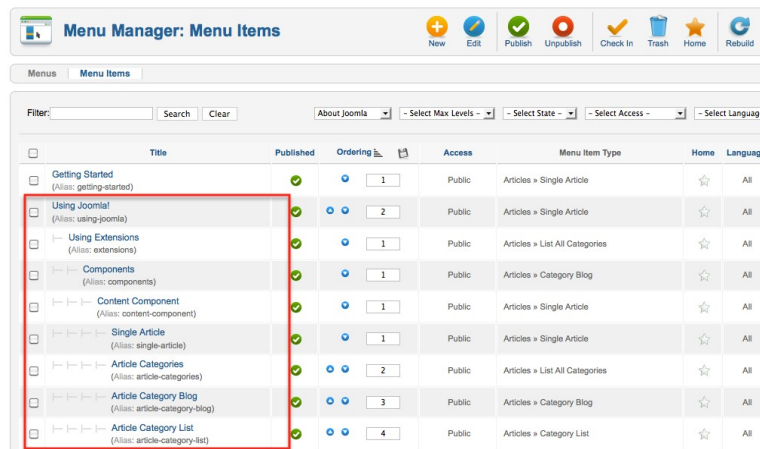 Menu Manager: Menu Items
New Edit Publish Unpublish Check In Trash Home Rebuild
Menus Menu Items
Filter: Search Clear About Joomla - Select Max Levels - - Select State - - Select Access - - Select Languag
Title Published Ordering Access Menu Item Type Home Languag
Getting Started
(Alias: getting-started) 1 Public Articles » Single Article All
Using Joomla!
(Alias: using-joomla) 2 Public Articles » Single Article All
Using Extensions
(Alias: extensions) 1 Public Articles » List All Categories All
Components
(Alias: components) 1 Public Articles » Category Blog All
Content Component
(Alias: content-component) 1 Public Articles » Single Article All
Single Article
(Alias: single-article) 1 Public Articles » Single Article All
Article Categories
(Alias: article-categories) 2 Public Articles » List All Categories All
Article Category Blog
(Alias: article-category-blog) 3 Public Articles » Category Blog All
Article Category List
(Alias: article-category-list) 4 Public Articles » Category List All